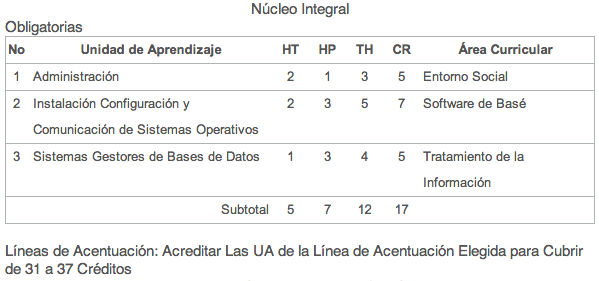 Núcleo Integral
Obligatorias
No Unidad de Aprendizaje HT HP TH CR Área Curricular
1 Administración 2 1 3 5 Entorno Social
2 Instalación Configuración y 2 3 5 7 Software de Basé
Comunicación de Sistemas Operativos
3 Sistemas Gestores de Bases de Datos 1 3 4 5 Tratamiento de la
Información
Subtotal 5 7 12 17
Líneas de Acentuación: Acreditar Las UA de la Línea de Acentuación Elegida para Cubrir
de 31 a 37 Créditos